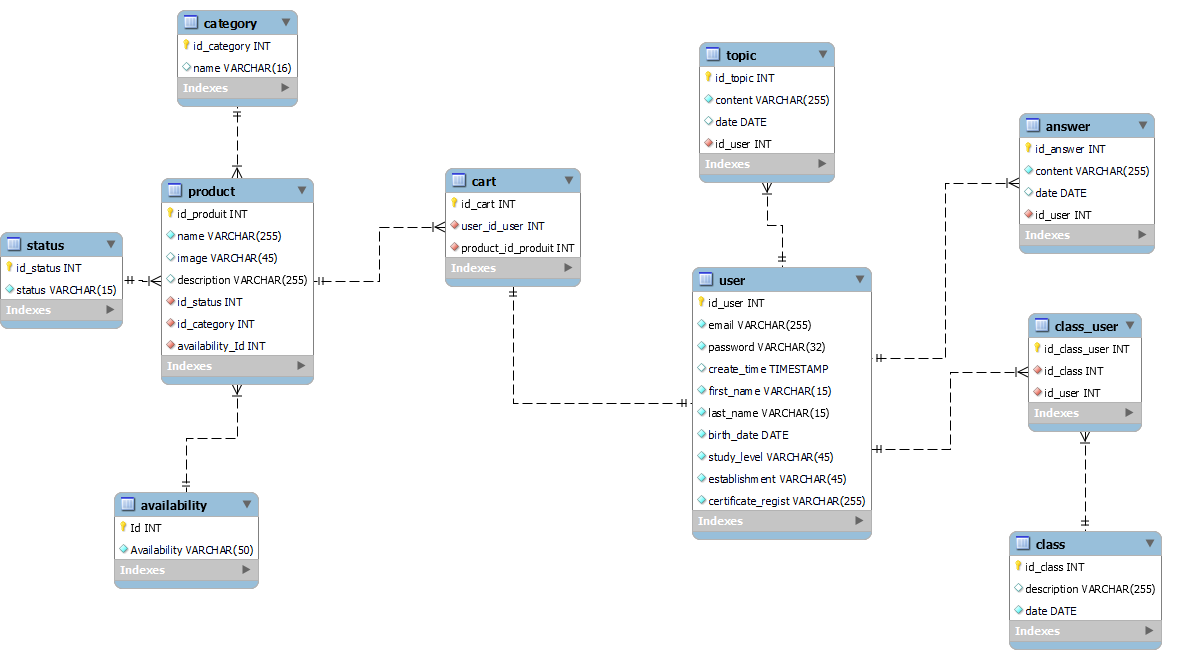 category
id_category INT
name VARCHAR(16)
Indexes
topic
id_topic INT
content VARCHAR(255)
date DATE
id_user INT
Indexes
answer
id_answer INT
content VARCHAR(255)
date DATE
id_user INT
Indexes
cart
id_cart INT
user_id_user INT
product_id_produit INT
Indexes
product
id_produit INT
name VARCHAR(255)
image VARCHAR(45)
description VARCHAR(255)
id_status INT
id_category INT
availability_Id INT
Indexes
status
id_status INT
status VARCHAR(15)
Indexes
user
id_user INT
email VARCHAR(255)
password VARCHAR(32)
create_time TIMESTAMP
first_name VARCHAR(15)
last_name VARCHAR(15)
birth_date DATE
study_level VARCHAR(45)
establishment VARCHAR(45)
certificate_regist VARCHAR(255)
Indexes
class_user
id_class_user INT
id_class INT
id_user INT
Indexes
availability
Id INT
Availability VARCHAR(50)
Indexes
class
id_class INT
description VARCHAR(255)
date DATE
Indexes